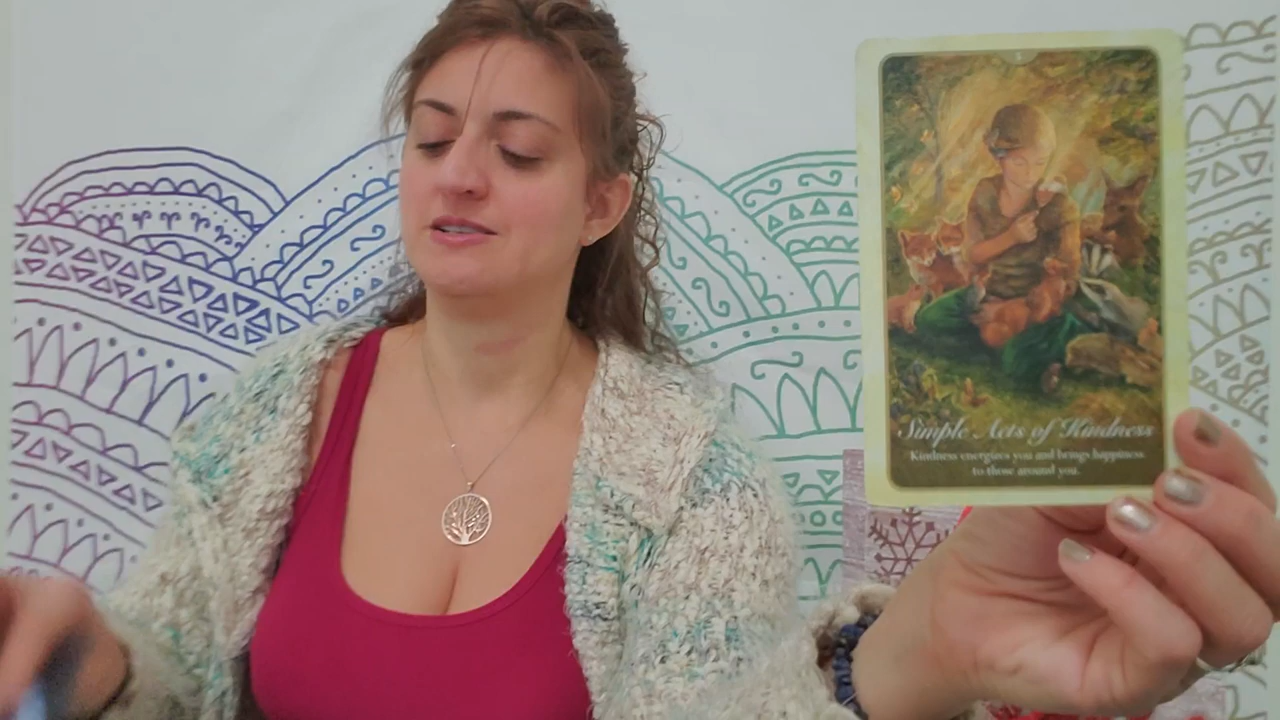 Simple Acts of Kindness
Kindness energizes you and brings happiness
to those around you.